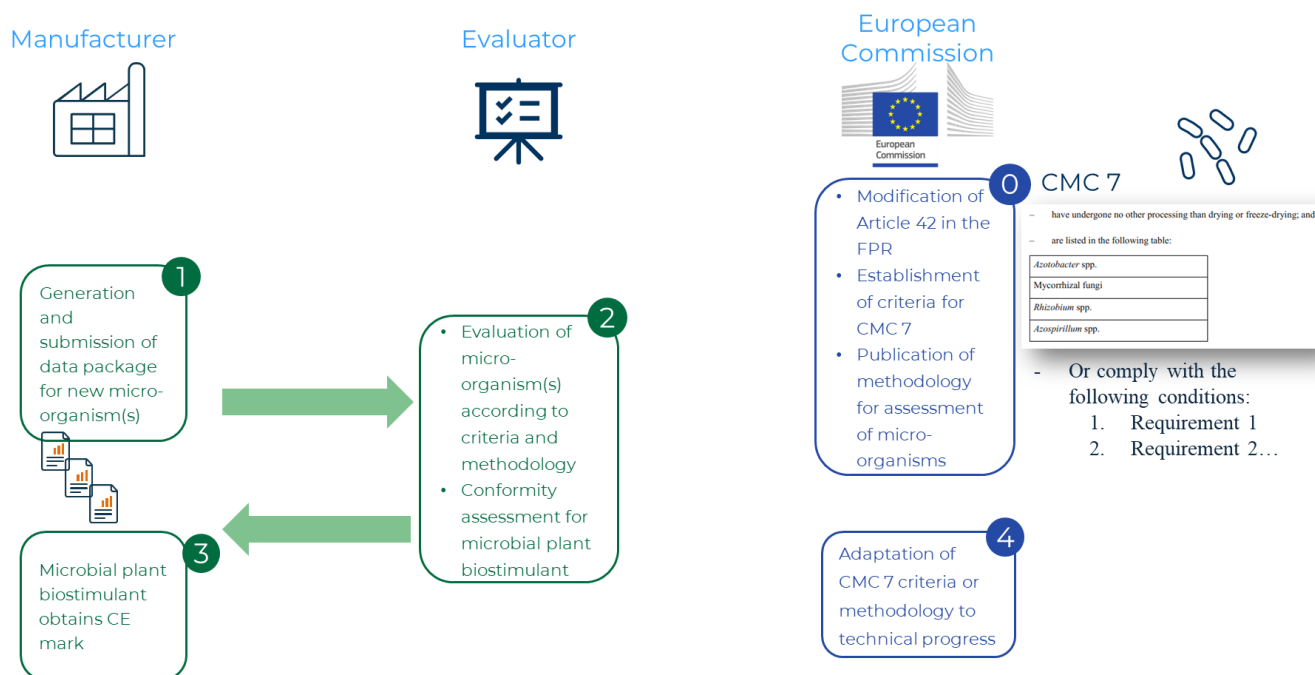 Manufacturer
Evaluator
European
Commission
European
Commission
0
CMC 7
• Modification of
Article 42 in the
FPR
• Establishment
of criteria for
CMC 7
• Publication of
methodology
for assessment
of micro-
organisms
– have undergone no other processing than drying or freeze-drying; and
– are listed in the following table:
Azotobacter spp.
Mycorrhizal fungi
Rhizobium spp.
Azospirillum spp.
- Or comply with the
following conditions:
1. Requirement 1
2. Requirement 2…
1
Generation
and
submission of
data package
for new micro-
organism(s)
2
• Evaluation of
micro-
organism(s)
according to
criteria and
methodology
• Conformity
assessment for
microbial plant
biostimulant
3
Microbial plant
biostimulant
obtains CE
mark
4
Adaptation of
CMC 7 criteria or
methodology to
technical progress